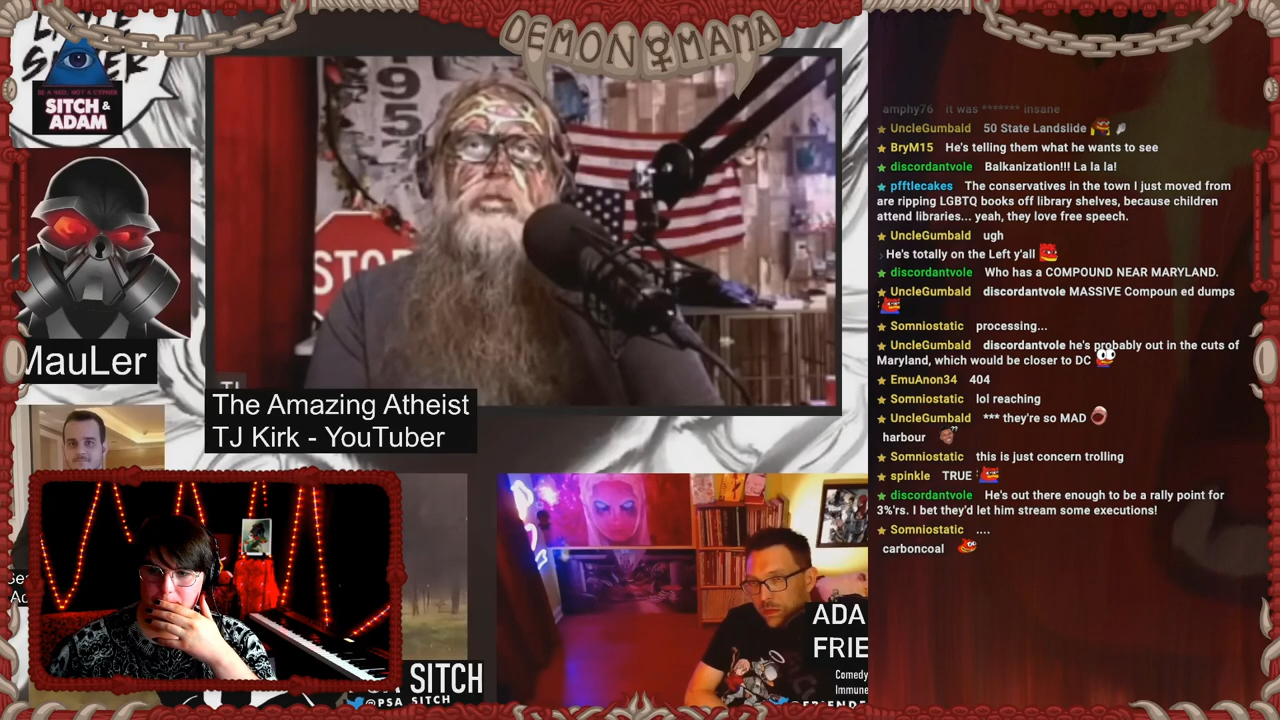 DEMON MAMA
BE A NEO, NOT A CYPHER
SITCH &
ADAM
MauLer
STOP
The Amazing Atheist
TJ Kirk - YouTuber
SITCH
@PSA_SITCH
ADA
FRIE
Comedy
Immune
amphy76 it was ******* insane
UncleGumbald 50 State Landslide
BryM15 He's telling them what he wants to see
discordantvole Balkanization!!! La la la!
pfftlecakes The conservatives in the town I just moved from
are ripping LGBTQ books off library shelves, because children
attend libraries... yeah, they love free speech.
UncleGumbald ugh
He's totally on the Left y'all
discordantvole Who has a COMPOUND NEAR MARYLAND.
UncleGumbald discordantvole MASSIVE Compoun ed dumps
Somniostatic processing...
UncleGumbald discordantvole he's probably out in the cuts of
Maryland, which would be closer to DC
EmuAnon34 404
Somniostatic lol reaching
UncleGumbald *** they're so MAD
harbour
Somniostatic this is just concern trolling
spinkle TRUE
discordantvole He's out there enough to be a rally point for
3%'rs. I bet they'd let him stream some executions!
Somniostatic ....
carboncoal